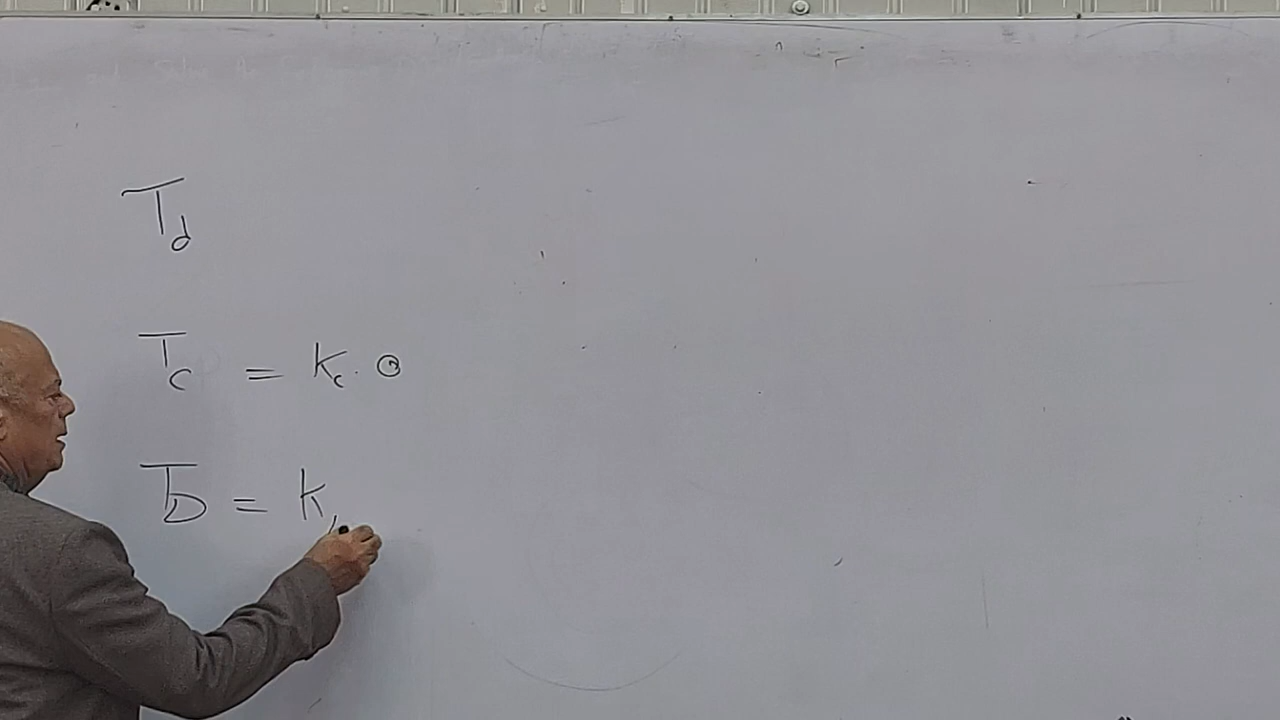 T_d
T_c = K_c . θ
T_D = K